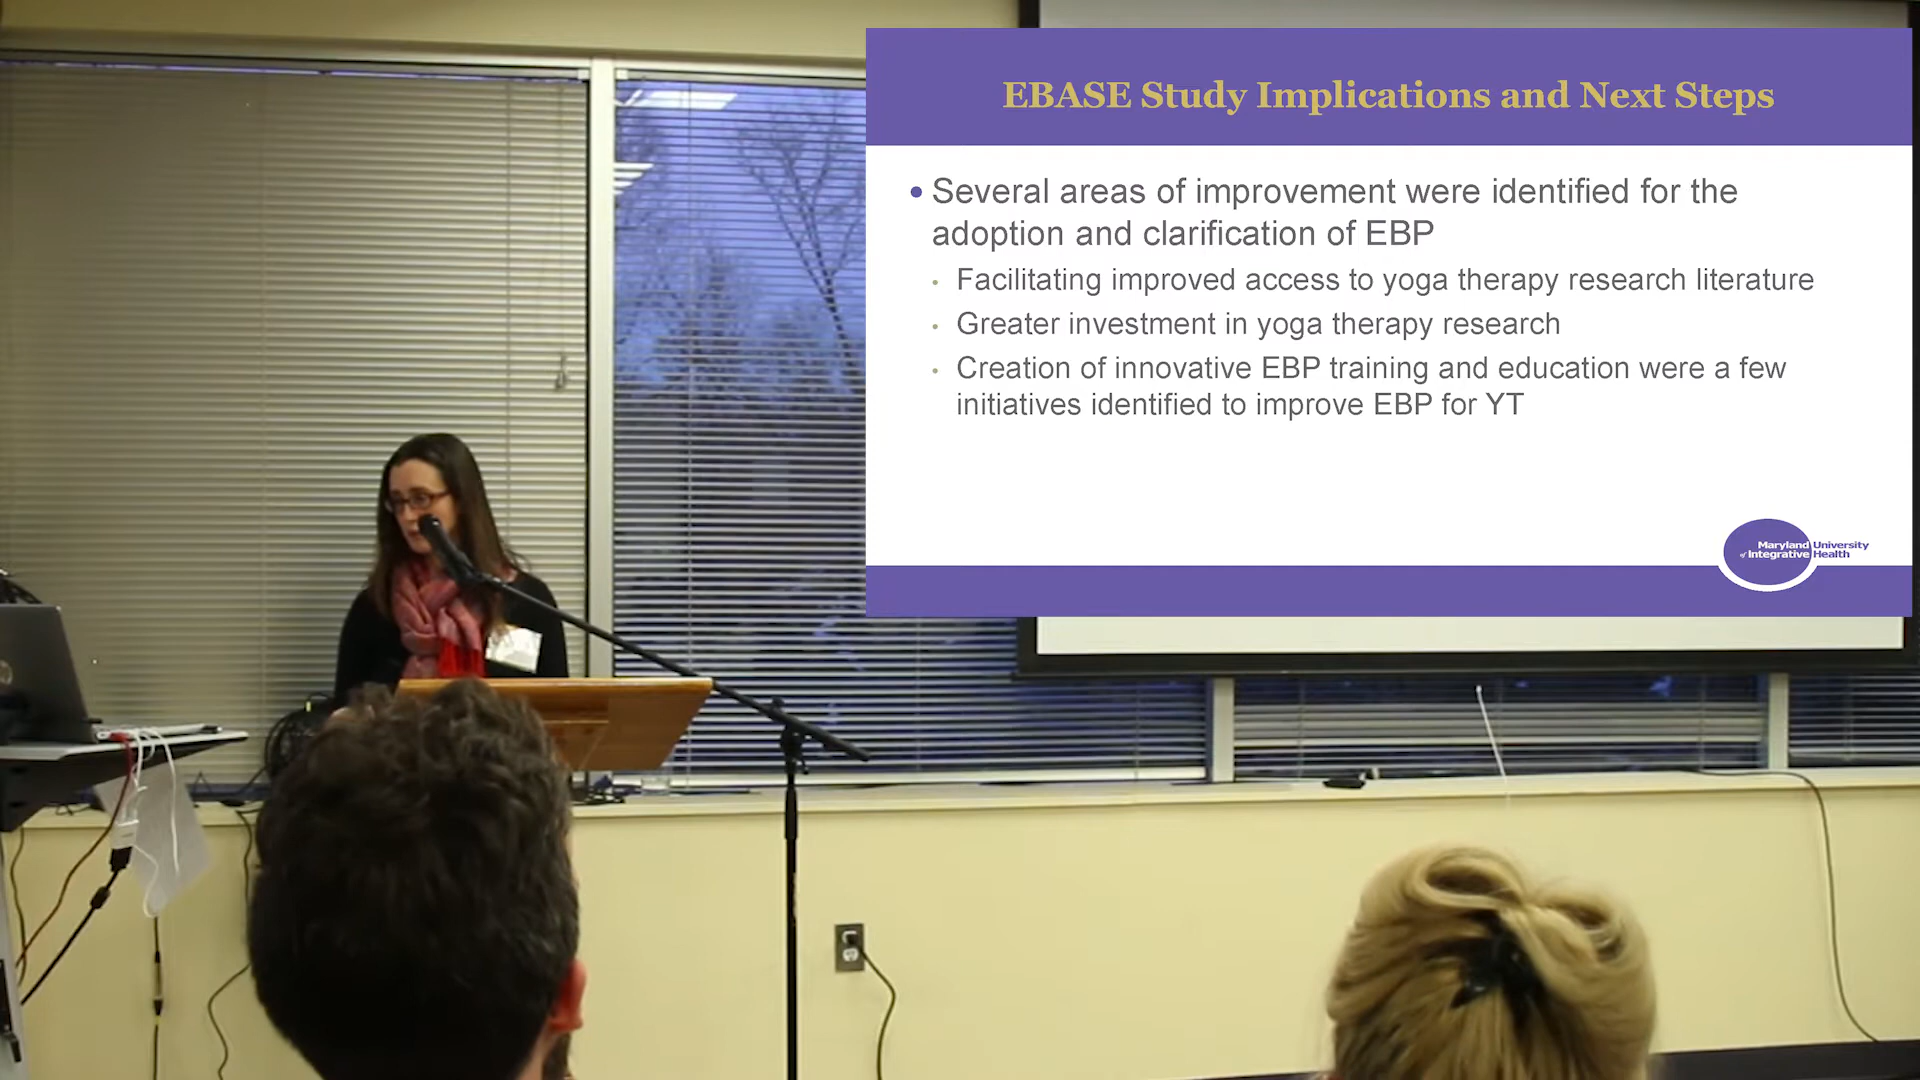 EBASE Study Implications and Next Steps
• Several areas of improvement were identified for the
adoption and clarification of EBP
• Facilitating improved access to yoga therapy research literature
• Greater investment in yoga therapy research
• Creation of innovative EBP training and education were a few
initiatives identified to improve EBP for YT
Maryland University
of Integrative Health